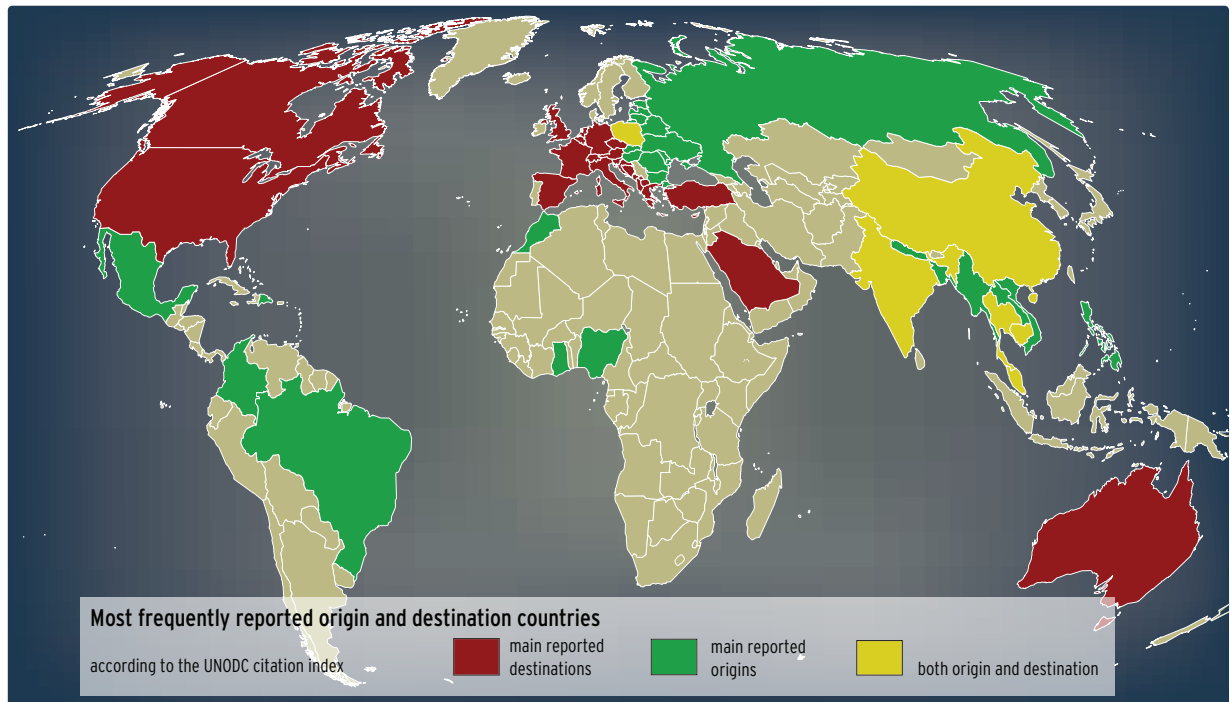 Most frequently reported origin and destination countries
according to the UNODC citation index
main reported
destinations
main reported
origins
both origin and destination